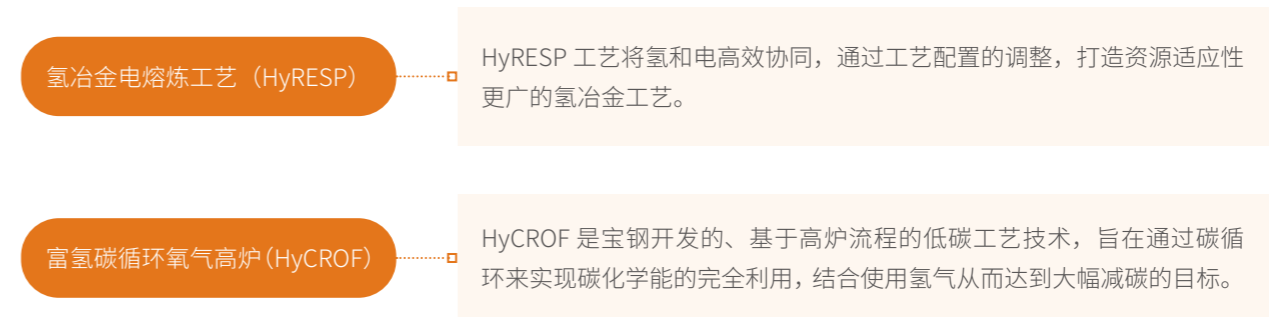 氢冶金电熔炼工艺（HyRESP）
HyRESP 工艺将氢和电高效协同，通过工艺配置的调整，打造资源适应性
更广的氢冶金工艺。
富氢碳循环氧气高炉（HyCROF）
HyCROF 是宝钢开发的、基于高炉流程的低碳工艺技术，旨在通过碳循
环来实现碳化学能的完全利用，结合使用氢气从而达到大幅减碳的目标。